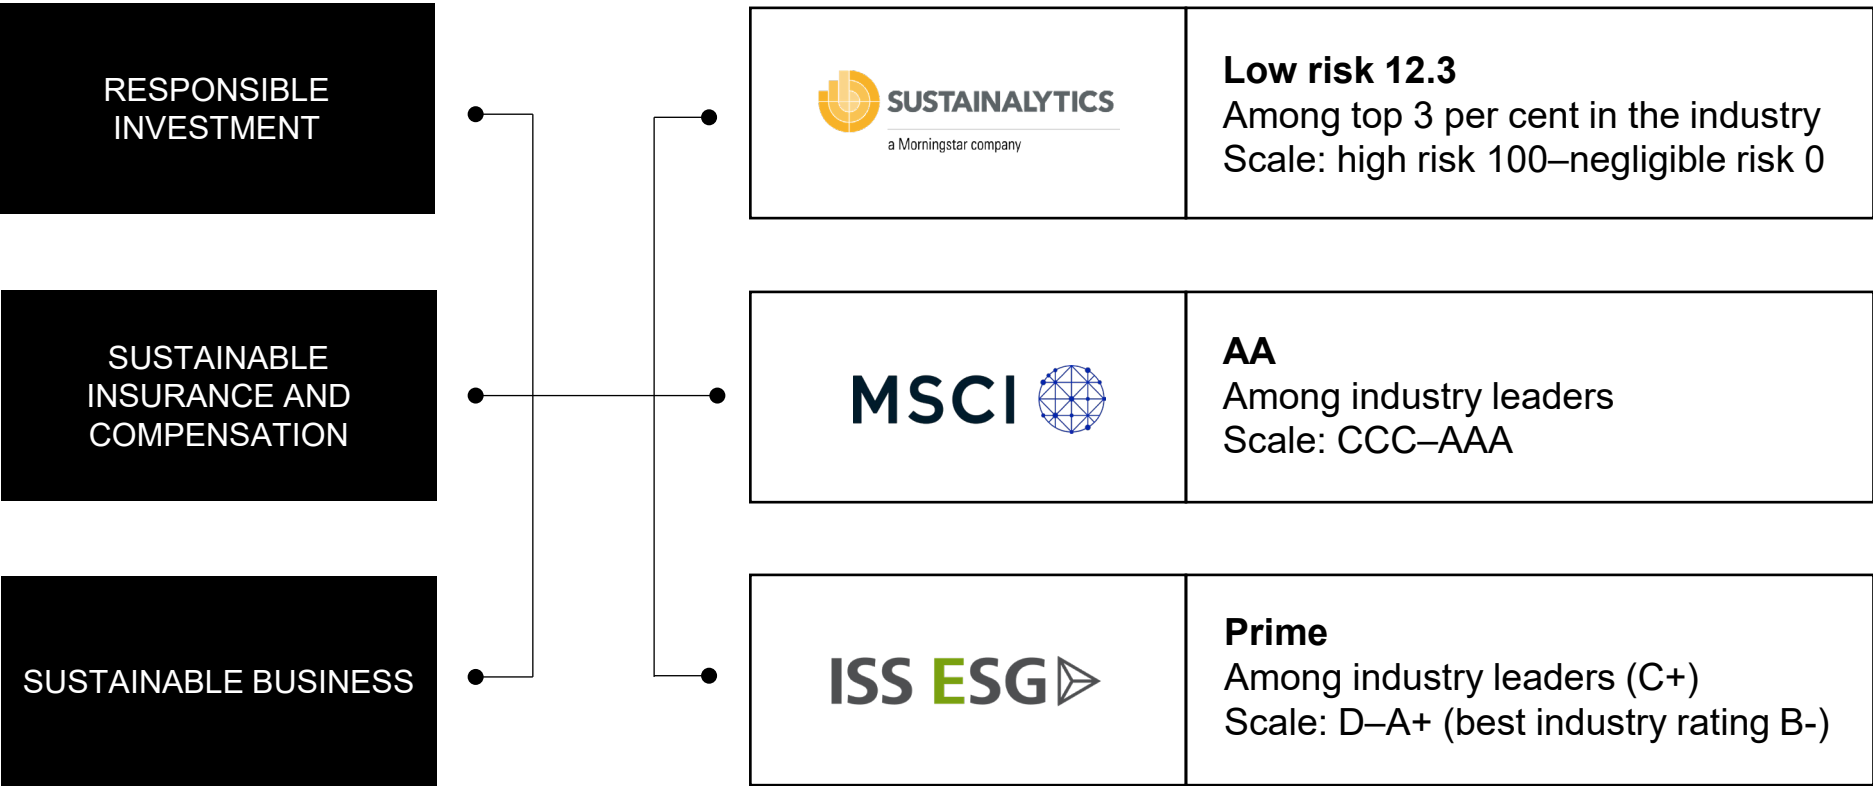 RESPONSIBLE
INVESTMENT
SUSTAINALYTICS
a Morningstar company
Low risk 12.3
Among top 3 per cent in the industry
Scale: high risk 100–negligible risk 0
SUSTAINABLE
INSURANCE AND
COMPENSATION
MSCI
AA
Among industry leaders
Scale: CCC–AAA
SUSTAINABLE BUSINESS
ISS ESG
Prime
Among industry leaders (C+)
Scale: D–A+ (best industry rating B-)